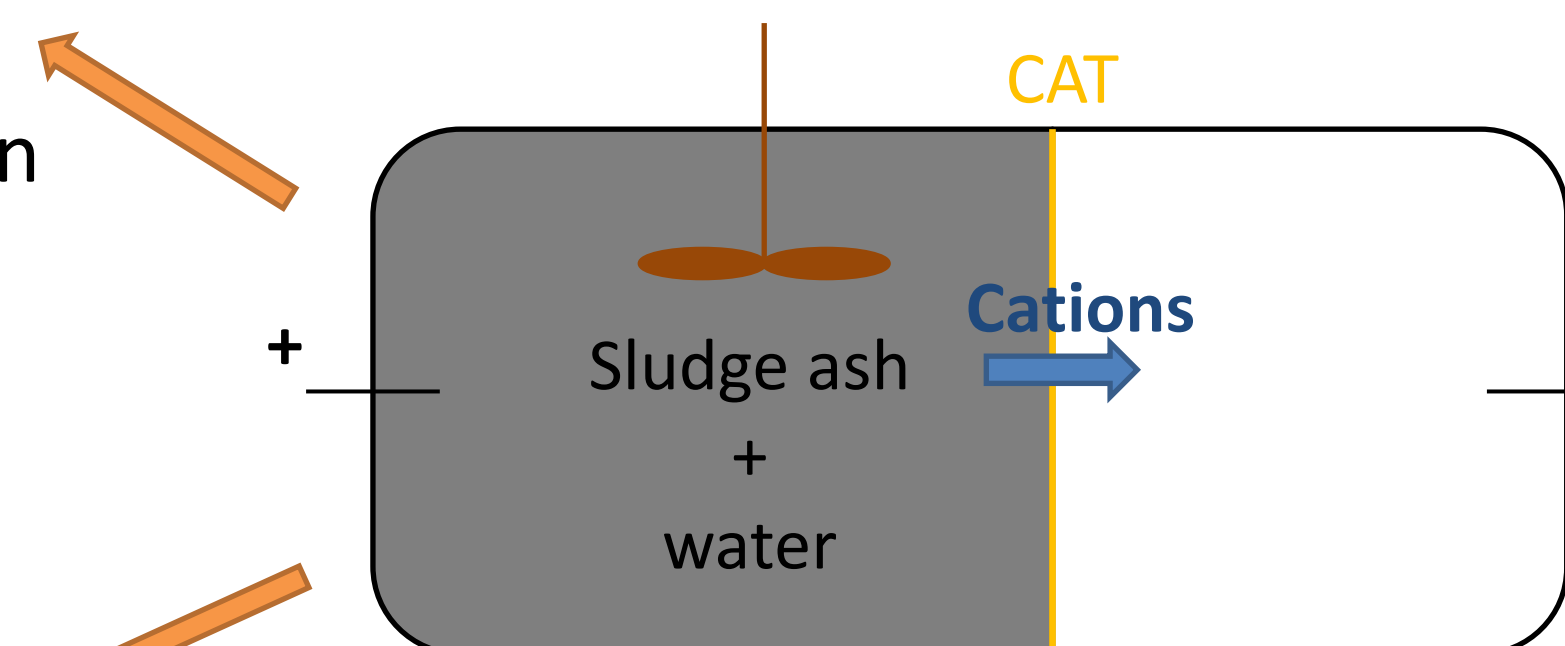 CAT
n
Cations
+
Sludge ash
+
water